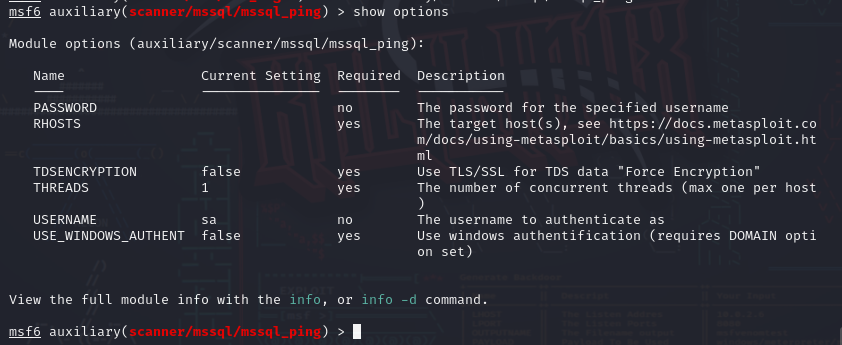 msf6 auxiliary(scanner/mssql/mssql_ping) > show options
Module options (auxiliary/scanner/mssql/mssql_ping):
Name Current Setting Required Description
---- --------------- -------- -----------
PASSWORD no The password for the specified username
RHOSTS yes The target host(s), see https://docs.metasploit.co
m/docs/using-metasploit/basics/using-metasploit.ht
ml
TDSENCRYPTION false yes Use TLS/SSL for TDS data "Force Encryption"
THREADS 1 yes The number of concurrent threads (max one per host
)
USERNAME sa no The username to authenticate as
USE_WINDOWS_AUTHENT false yes Use windows authentification (requires DOMAIN opti
on set)
View the full module info with the info, or info -d command.
msf6 auxiliary(scanner/mssql/mssql_ping) >